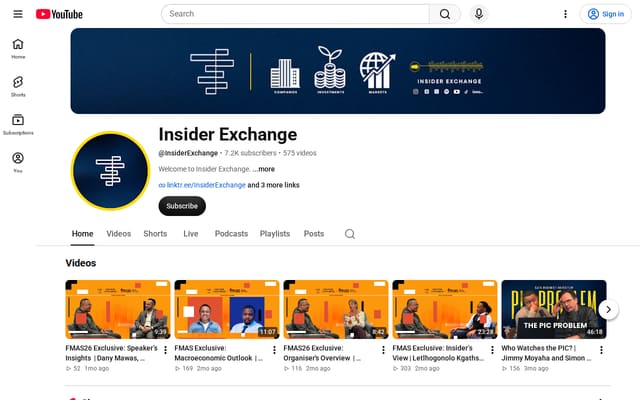 YouTube
Search
Sign in
Home
Shorts
Subscriptions
You
COMPANIES
INVESTMENTS
MARKETS
INSIDER EXCHANGE
Insider Exchange
@InsiderExchange • 7.2K subscribers • 575 videos
Welcome to Insider Exchange. ...more
linktr.ee/InsiderExchange and 3 more links
Subscribe
Home
Videos
Shorts
Live
Podcasts
Playlists
Posts
Videos
9:39
11:07
8:42
23:28
THE PIC PROBLEM
46:18
FMAS26 Exclusive: Speaker's
Insights | Dany Mawas, ...
52 1mo ago
FMAS Exclusive:
Macroeconomic Outlook | ...
169 2mo ago
FMAS26 Exclusive:
Organiser's Overview | ...
116 2mo ago
FMAS Exclusive: Insider's
View | Letlhogonolo Kgaths...
303 2mo ago
Who Watches the PIC? |
Jimmy Moyaha and Simon ...
156 3mo ago